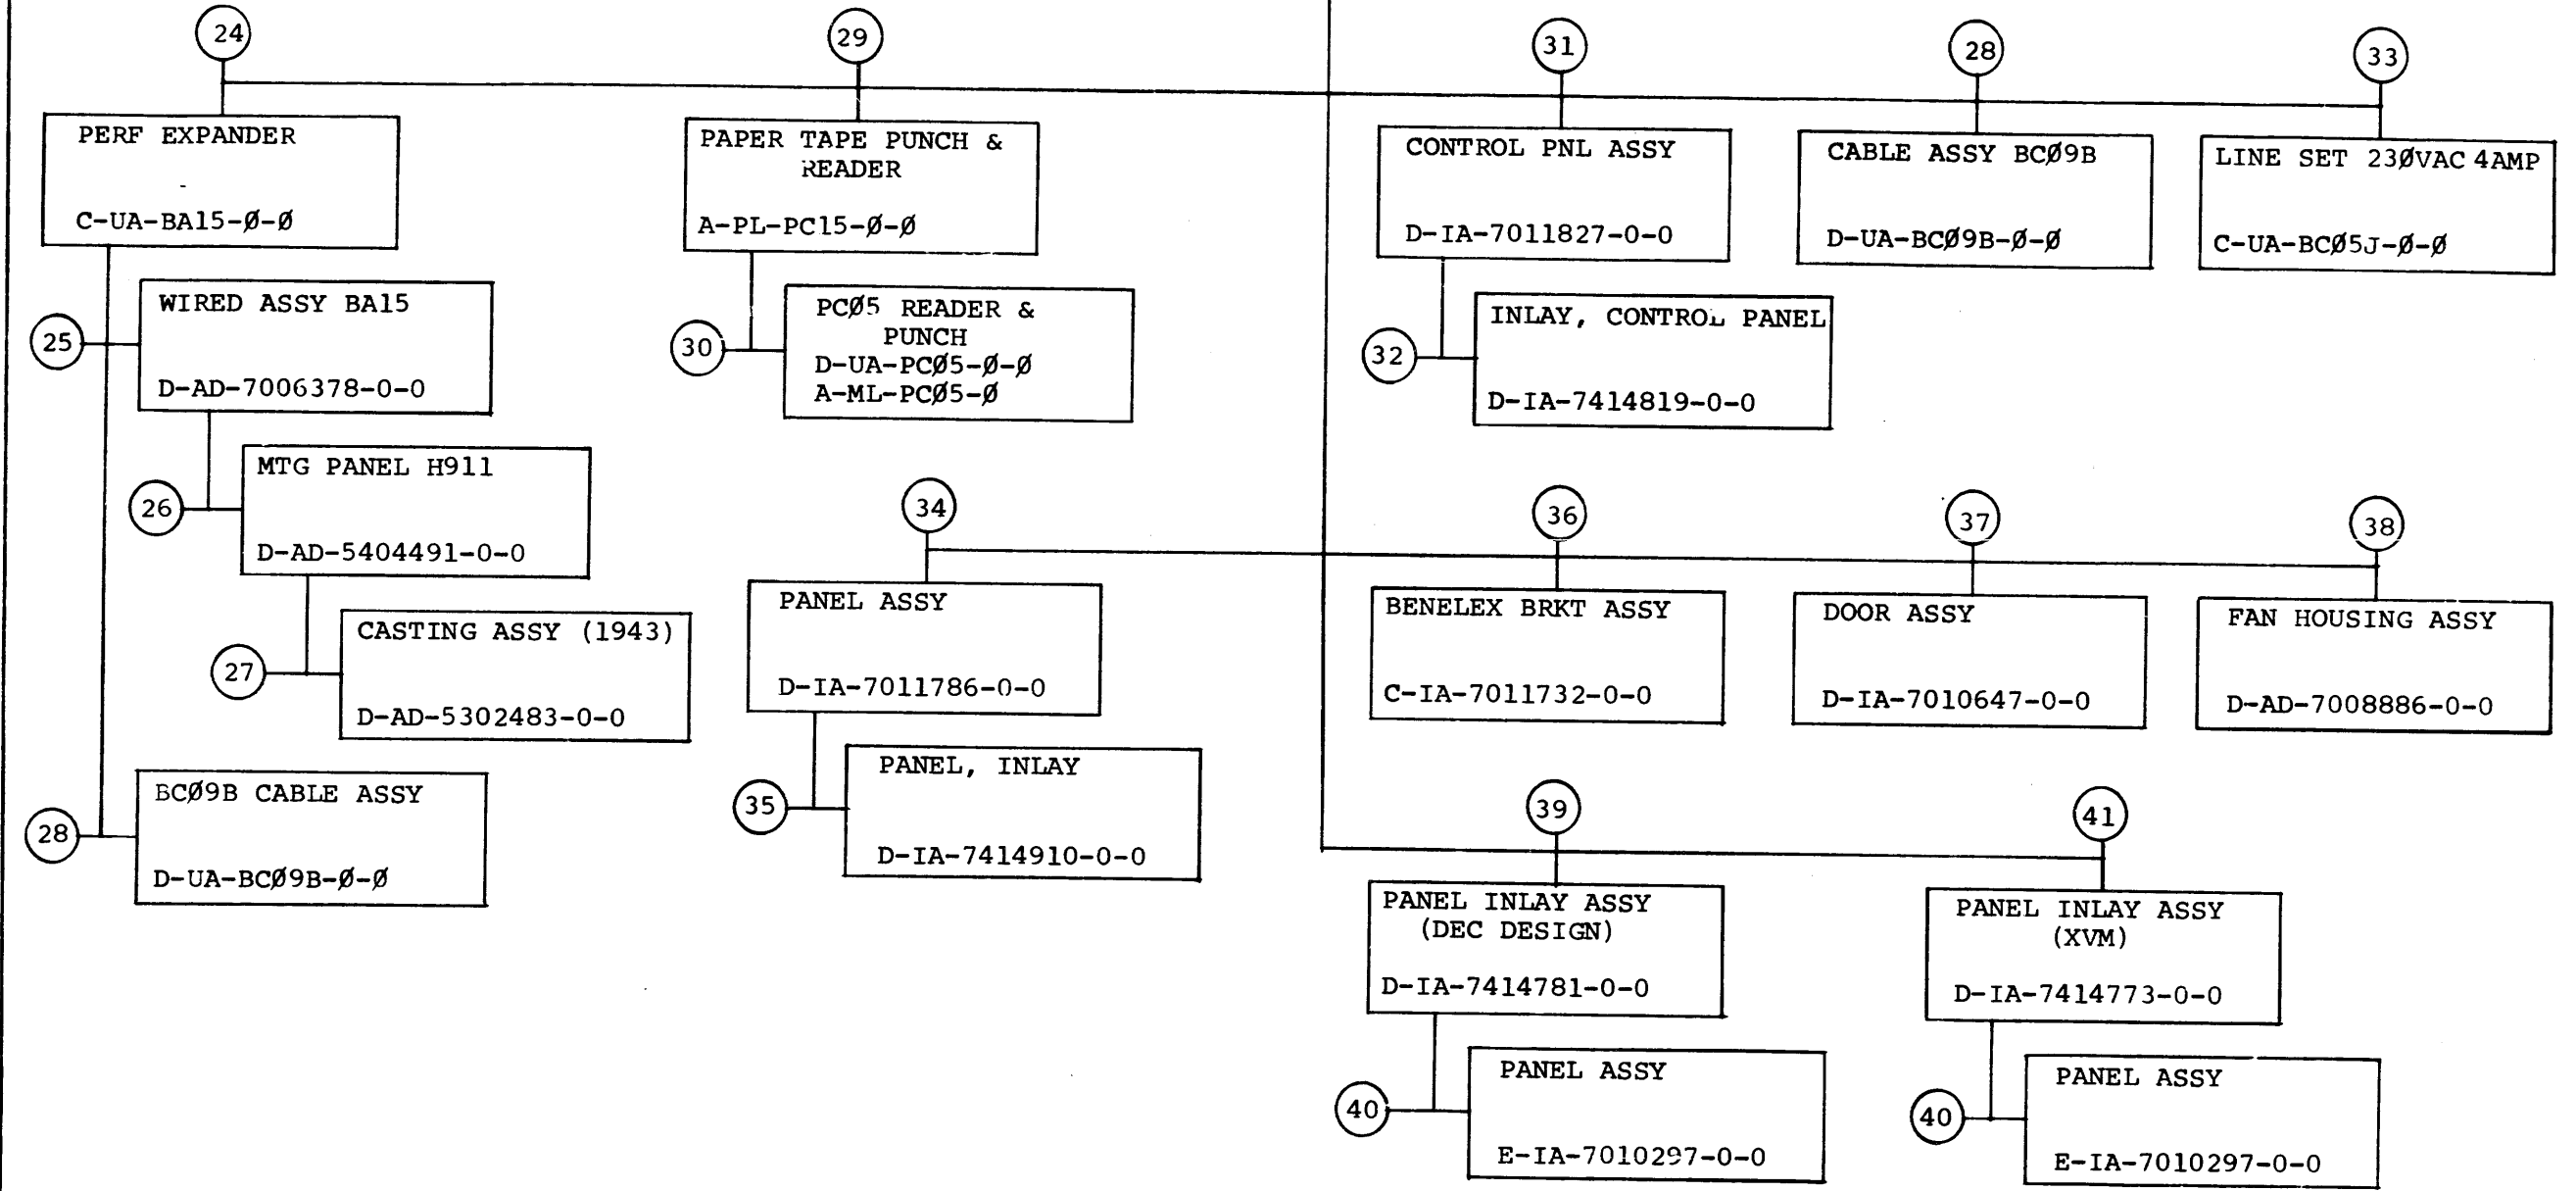 24
29
31
28
33
PERF EXPANDER
-
C-UA-BA15-Ø-Ø
PAPER TAPE PUNCH &
READER
A-PL-PC15-Ø-Ø
CONTROL PNL ASSY
D-IA-7011827-0-0
CABLE ASSY BCØ9B
D-UA-BCØ9B-Ø-Ø
LINE SET 23ØVAC 4AMP
C-UA-BCØ5J-Ø-Ø
25
WIRED ASSY BA15
D-AD-7006378-0-0
30
PCØ5 READER &
PUNCH
D-UA-PCØ5-Ø-Ø
A-ML-PCØ5-Ø
32
INLAY, CONTROL PANEL
D-IA-7414819-0-0
26
MTG PANEL H911
D-AD-5404491-0-0
27
CASTING ASSY (1943)
D-AD-5302483-0-0
28
BCØ9B CABLE ASSY
D-UA-BCØ9B-Ø-Ø
34
36
37
38
PANEL ASSY
D-IA-7011786-0-0
BENELEX BRKT ASSY
C-IA-7011732-0-0
DOOR ASSY
D-IA-7010647-0-0
FAN HOUSING ASSY
D-AD-7008886-0-0
35
PANEL, INLAY
D-IA-7414910-0-0
39
41
PANEL INLAY ASSY
(DEC DESIGN)
D-IA-7414781-0-0
PANEL INLAY ASSY
(XVM)
D-IA-7414773-0-0
40
PANEL ASSY
E-IA-7010297-0-0
40
PANEL ASSY
E-IA-7010297-0-0